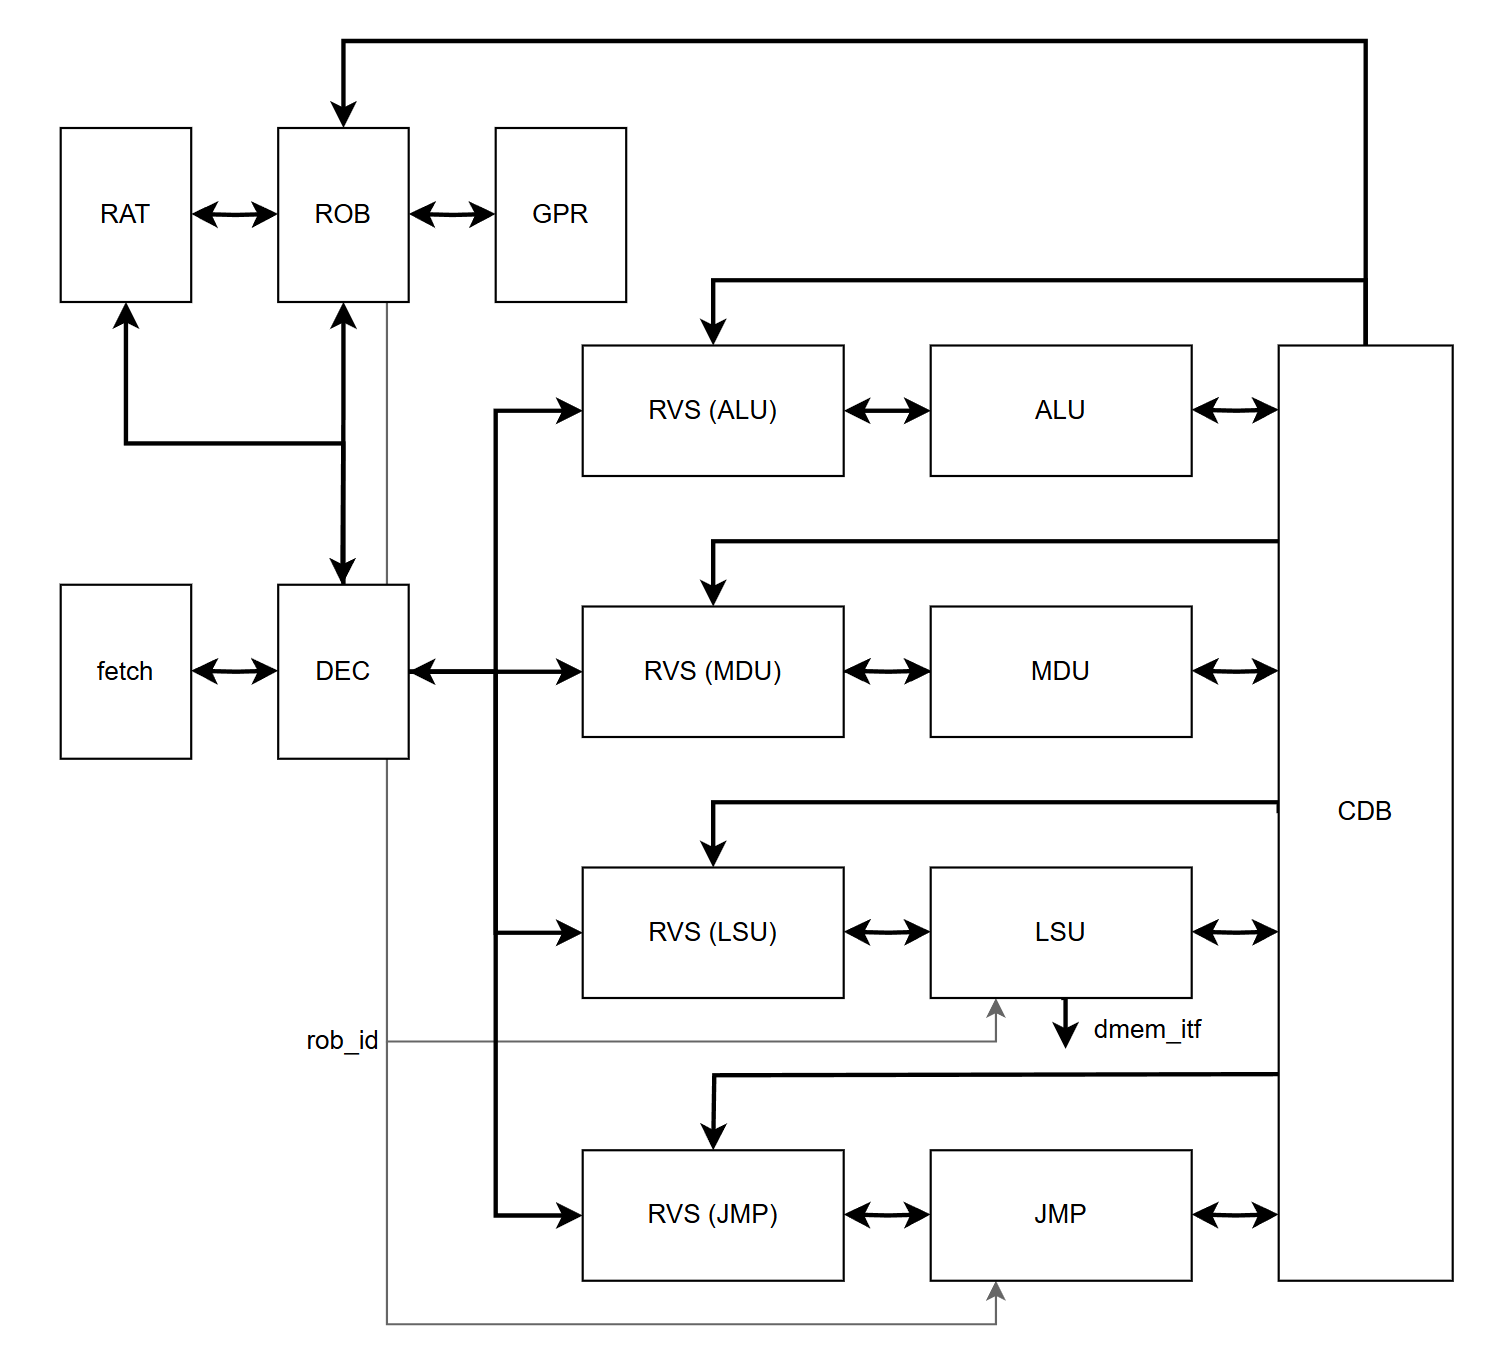 RAT
ROB
GPR
RVS (ALU)
ALU
fetch
DEC
RVS (MDU)
MDU
CDB
RVS (LSU)
LSU
rob_id
dmem_itf
RVS (JMP)
JMP